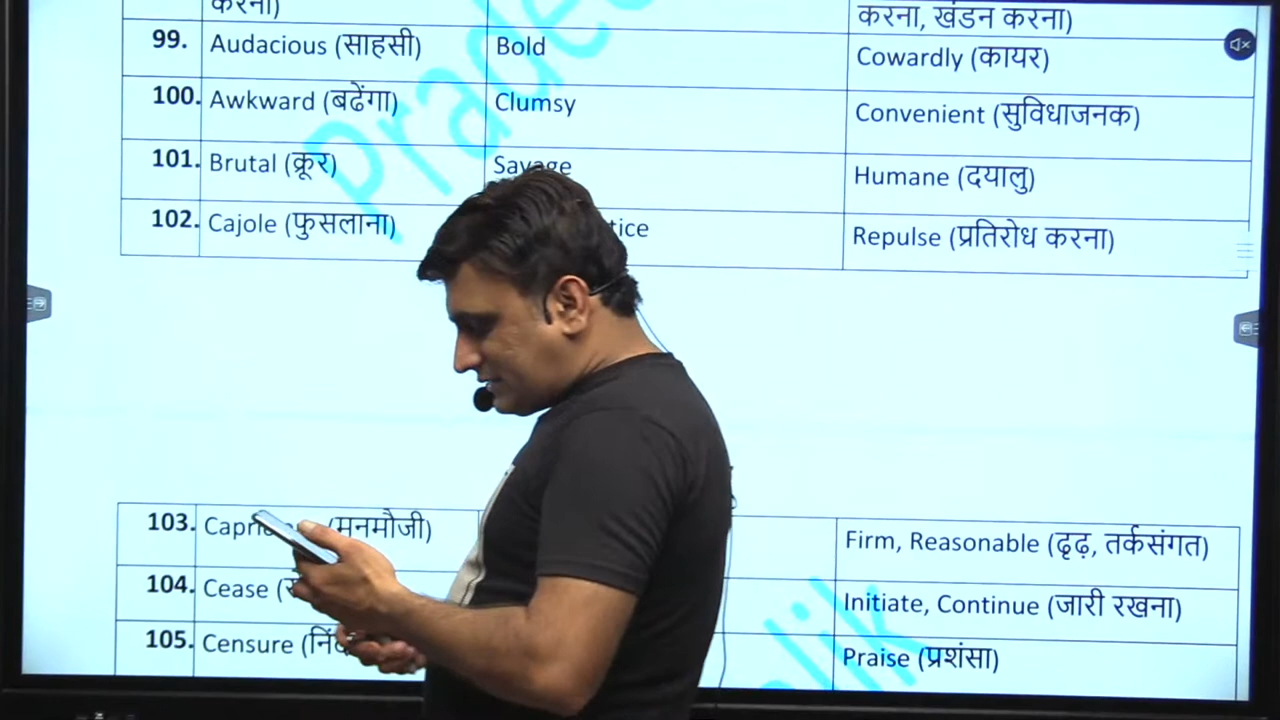 करना)
करना, खंडन करना)
99. Audacious (साहसी) Bold Cowardly (कायर)
100. Awkward (बढेंगा) Clumsy Convenient (सुविधाजनक)
101. Brutal (क्रूर) Savage Humane (दयालु)
102. Cajole (फुसलाना) Repulse (प्रतिरोध करना)
103. (मनमौजी) Firm, Reasonable (दृढ़, तर्कसंगत)
104. Cease Initiate, Continue (जारी रखना)
105. Censure Praise (प्रशंसा)